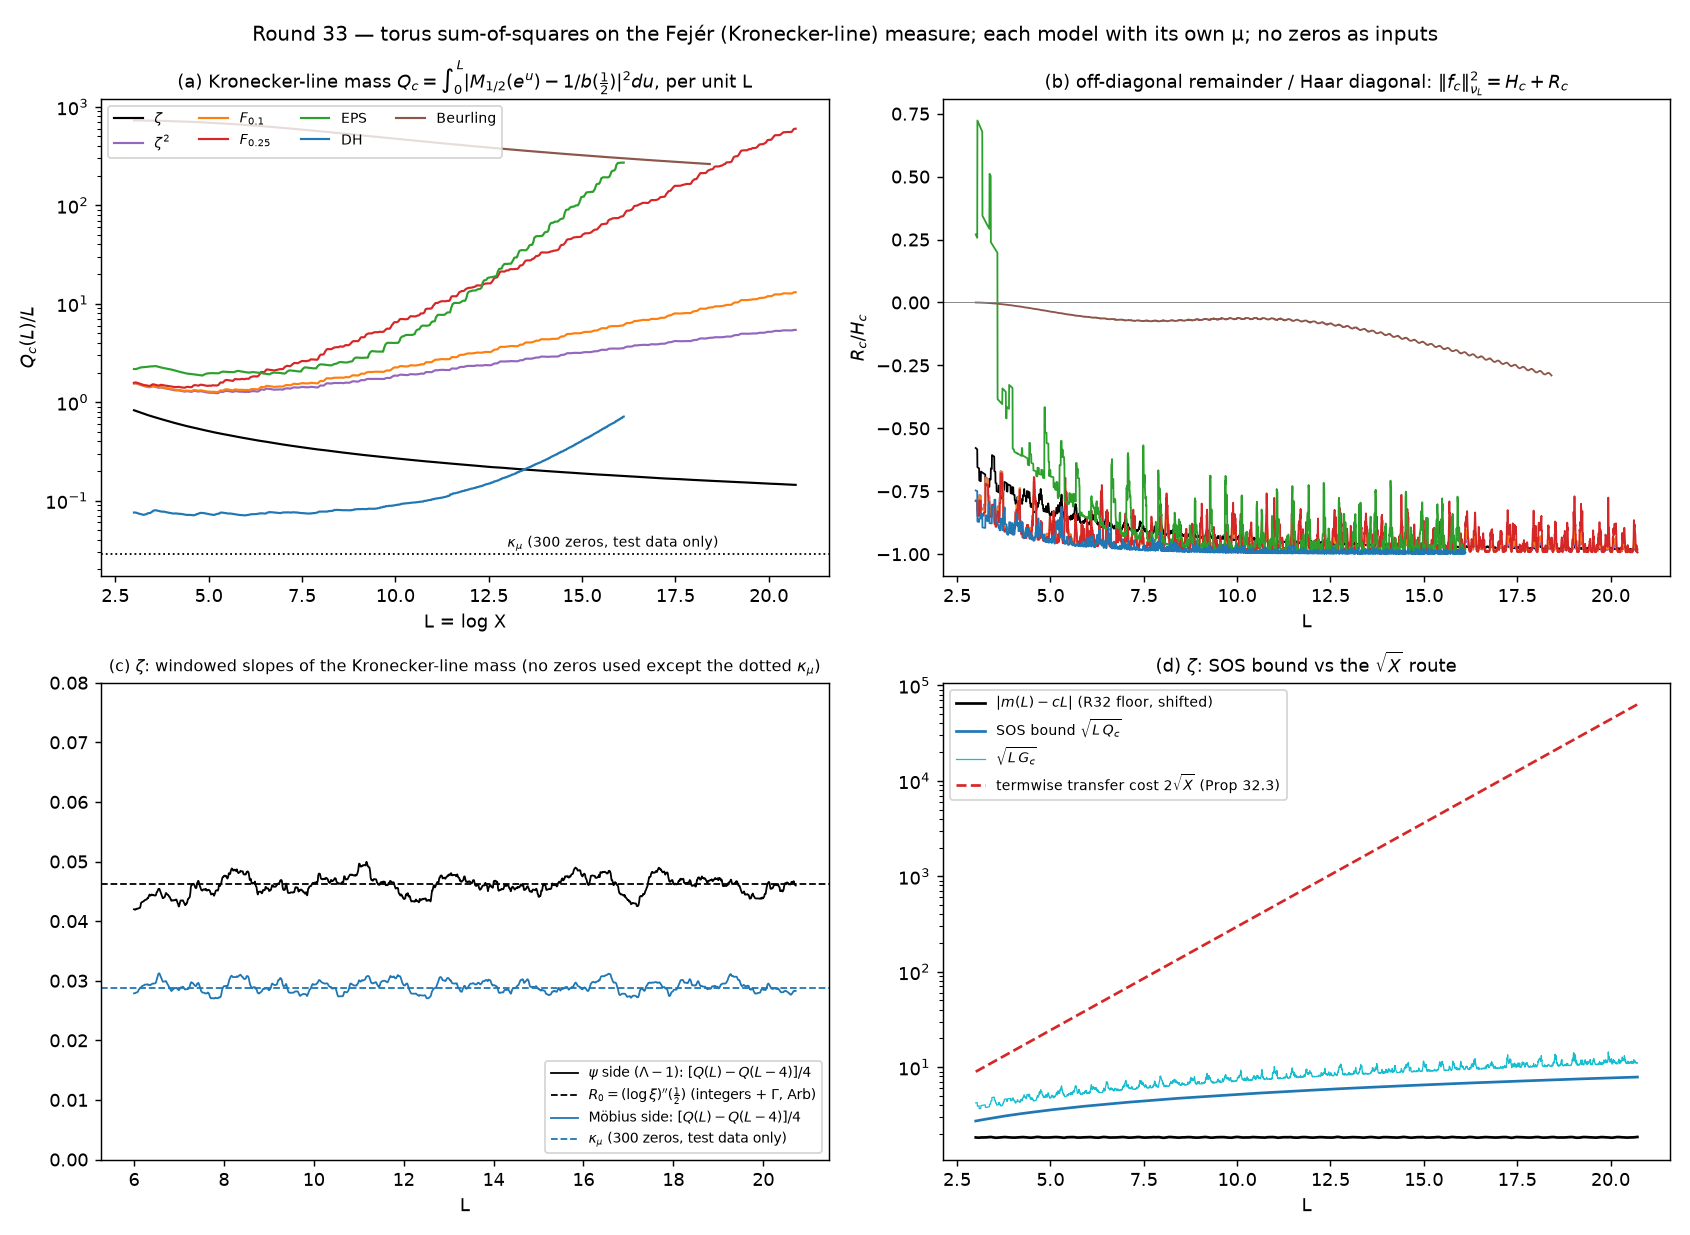 Round 33 — torus sum-of-squares on the Fejér (Kronecker-line) measure; each model with its own μ; no zeros as inputs
(a) Kronecker-line mass Q_c = ∫_0^L |M_{1/2}(e^u) − 1/b(½)|²du, per unit L
10³
10²
10¹
10⁰
10⁻¹
Q_c(L)/L
ζ
ζ²
F_{0.1}
F_{0.25}
EPS
DH
Beurling
κ_μ (300 zeros, test data only)
2.5 5.0 7.5 10.0 12.5 15.0 17.5 20.0
L = log X
(b) off-diagonal remainder / Haar diagonal: ‖f_c‖²_{ν_L} = H_c + R_c
0.75
0.50
0.25
0.00
−0.25
−0.50
−0.75
−1.00
R_c/H_c
2.5 5.0 7.5 10.0 12.5 15.0 17.5 20.0
L
(c) ζ: windowed slopes of the Kronecker-line mass (no zeros used except the dotted κ_μ)
0.08
0.07
0.06
0.05
0.04
0.03
0.02
0.01
0.00
ψ side (Λ − 1): [Q(L) − Q(L − 4)]/4
R₀ = (log ξ)″(½) (integers + Γ, Arb)
Möbius side: [Q(L) − Q(L − 4)]/4
κ_μ (300 zeros, test data only)
6 8 10 12 14 16 18 20
L
(d) ζ: SOS bound vs the √X route
10⁵
10⁴
10³
10²
10¹
|m(L) − cL| (R32 floor, shifted)
SOS bound √(L Q_c)
√(L G_c)
termwise transfer cost 2√X (Prop 32.3)
2.5 5.0 7.5 10.0 12.5 15.0 17.5 20.0
L